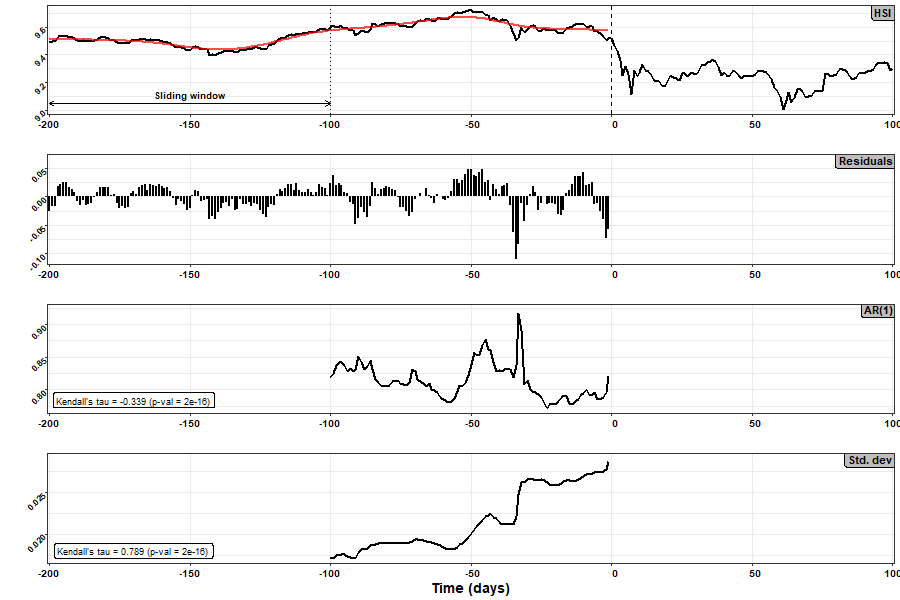 HSI
9.6
9.4
9.2
9.0
Sliding window
-200 -150 -100 -50 0 50 100
Residuals
0.05
0.00
-0.05
-0.10
-200 -150 -100 -50 0 50 100
AR(1)
0.90
0.85
0.80
Kendall's tau = -0.339 (p-val = 2e-16)
-200 -150 -100 -50 0 50 100
Std. dev
0.025
0.020
Kendall's tau = 0.789 (p-val = 2e-16)
-200 -150 -100 -50 0 50 100
Time (days)